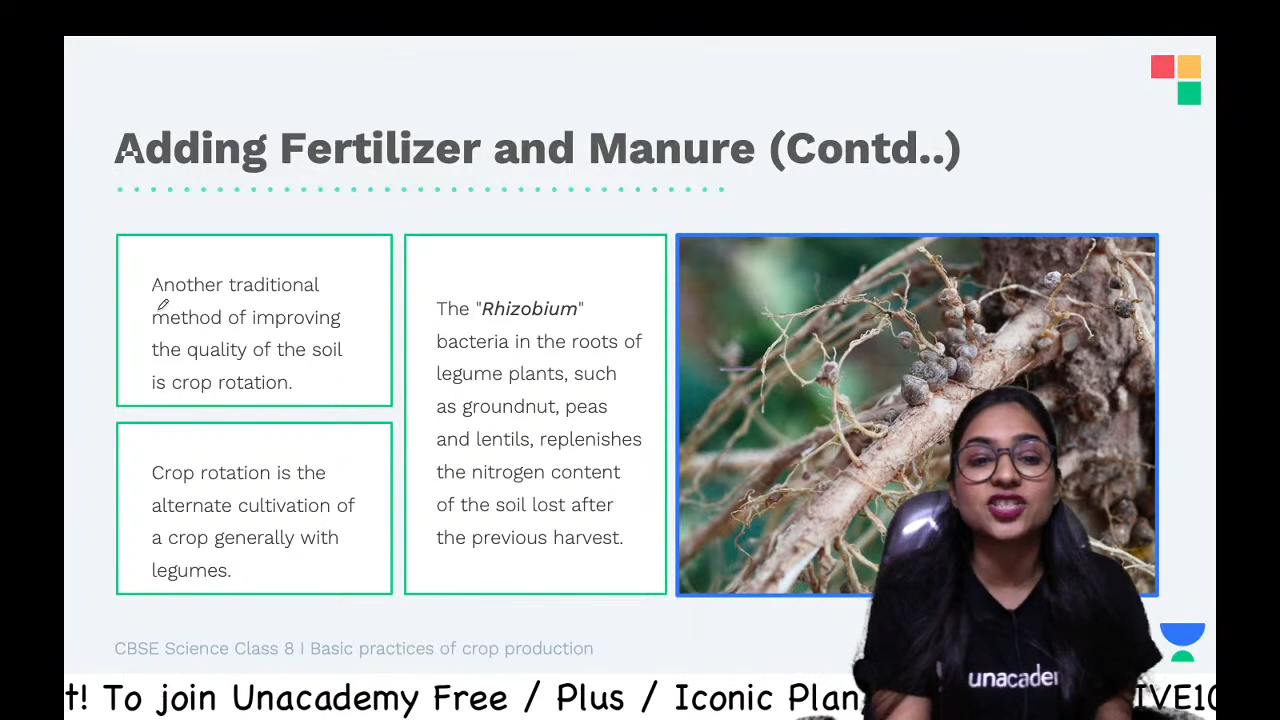 Adding Fertilizer and Manure (Contd..)
Another traditional
method of improving
the quality of the soil
is crop rotation.
Crop rotation is the
alternate cultivation of
a crop generally with
legumes.
The "Rhizobium"
bacteria in the roots of
legume plants, such
as groundnut, peas
and lentils, replenishes
the nitrogen content
of the soil lost after
the previous harvest.
CBSE Science Class 8 I Basic practices of crop production
unacade
t! To join Unacademy Free / Plus / Iconic Plan